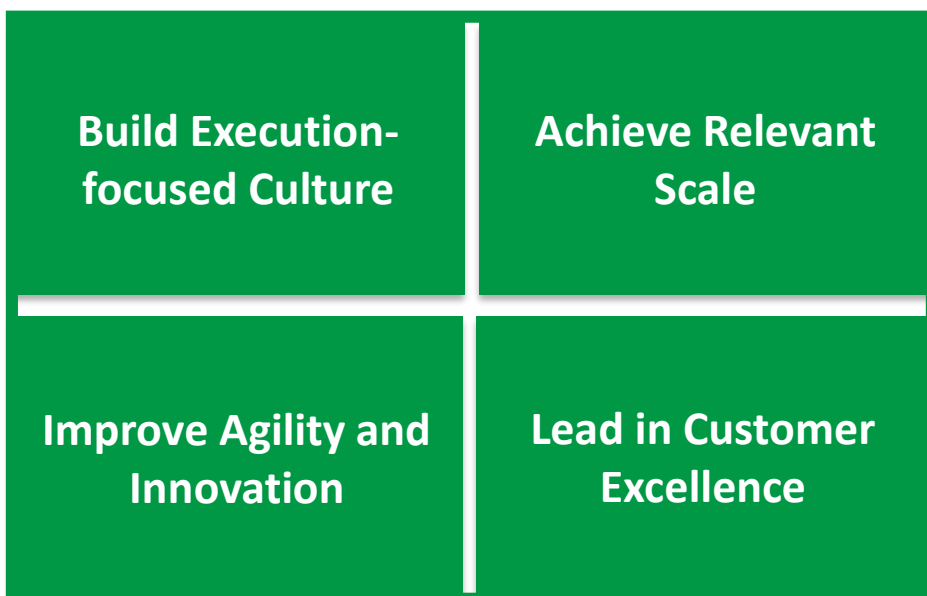 Build Execution-
focused Culture
Achieve Relevant
Scale
Improve Agility and
Innovation
Lead in Customer
Excellence